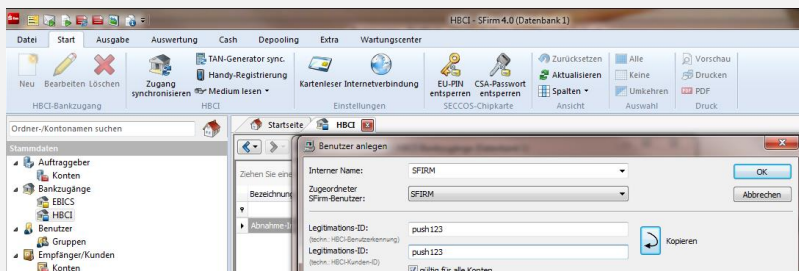 HBCI - SFirm 4.0 (Datenbank 1)
Datei Start Ausgabe Auswertung Cash Depooling Extra Wartungscenter
Neu Bearbeiten Löschen
HBCI-Bankzugang
Zugang synchronisieren
TAN-Generator sync.
Handy-Registrierung
Medium lesen
HBCI
Kartenleser Internetverbindung
Einstellungen
EU-PIN entsperren
CSA-Passwort entsperren
SECCOS-Chipkarte
Zurücksetzen
Aktualisieren
Spalten
Ansicht
Alle
Keine
Umkehren
Auswahl
Vorschau
Drucken
PDF
Druck
Ordner-/Kontonamen suchen
Startseite HBCI
Stammdaten
Auftraggeber
Konten
Bankzugänge
EBICS
HBCI
Benutzer
Gruppen
Empfänger/Kunden
Konten
Ziehen Sie eine
Bezeichnung
Benutzer anlegen
Interner Name: SFIRM
OK
Zugeordneter
SFirm-Benutzer: SFIRM
Abbrechen
Legitimations-ID: push123
(techn.: HBCI-Benutzerkennung)
Kopieren
Legitimations-ID: push123
(techn.: HBCI-Kunden-ID)
gültig für alle Konten